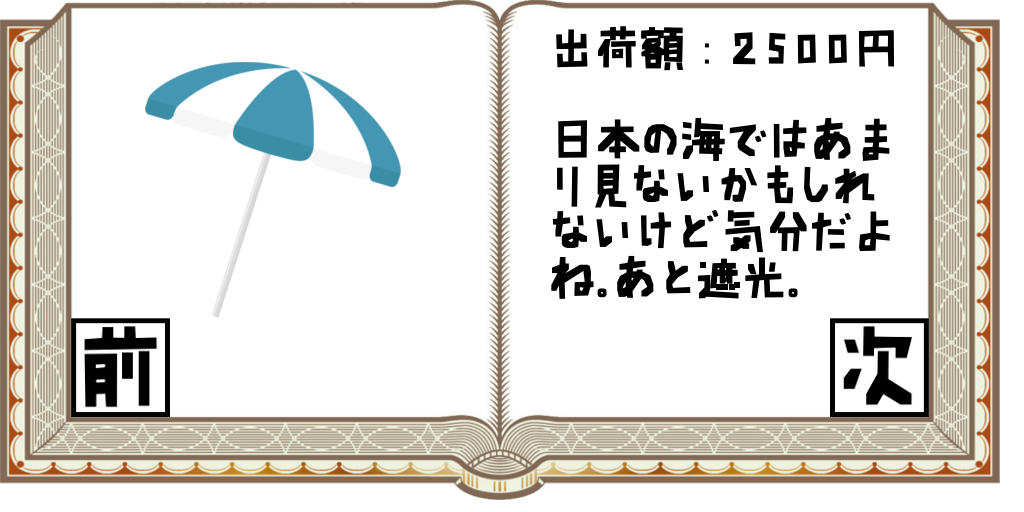 出荷額：2500円
日本の海ではあま
り見ないかもしれ
ないけど気分だよ
ね。あと遮光。
前
次